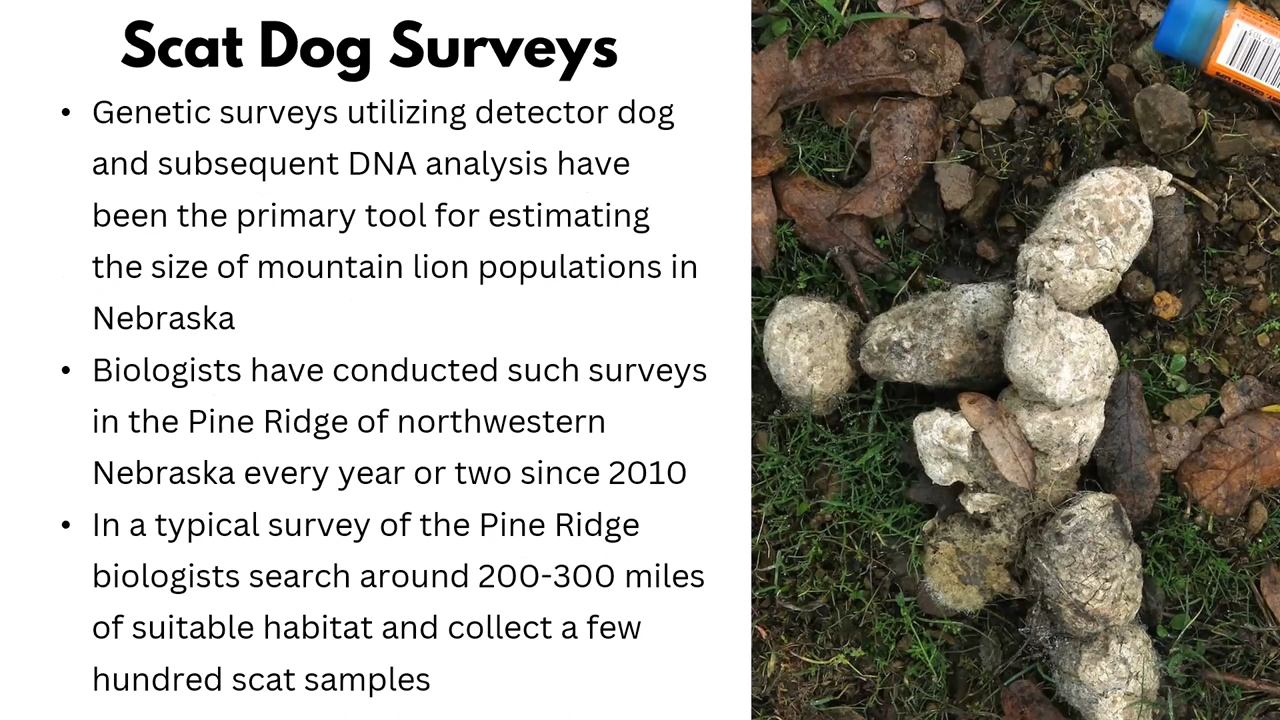 Scat Dog Surveys
• Genetic surveys utilizing detector dog
and subsequent DNA analysis have
been the primary tool for estimating
the size of mountain lion populations in
Nebraska
• Biologists have conducted such surveys
in the Pine Ridge of northwestern
Nebraska every year or two since 2010
• In a typical survey of the Pine Ridge
biologists search around 200-300 miles
of suitable habitat and collect a few
hundred scat samples